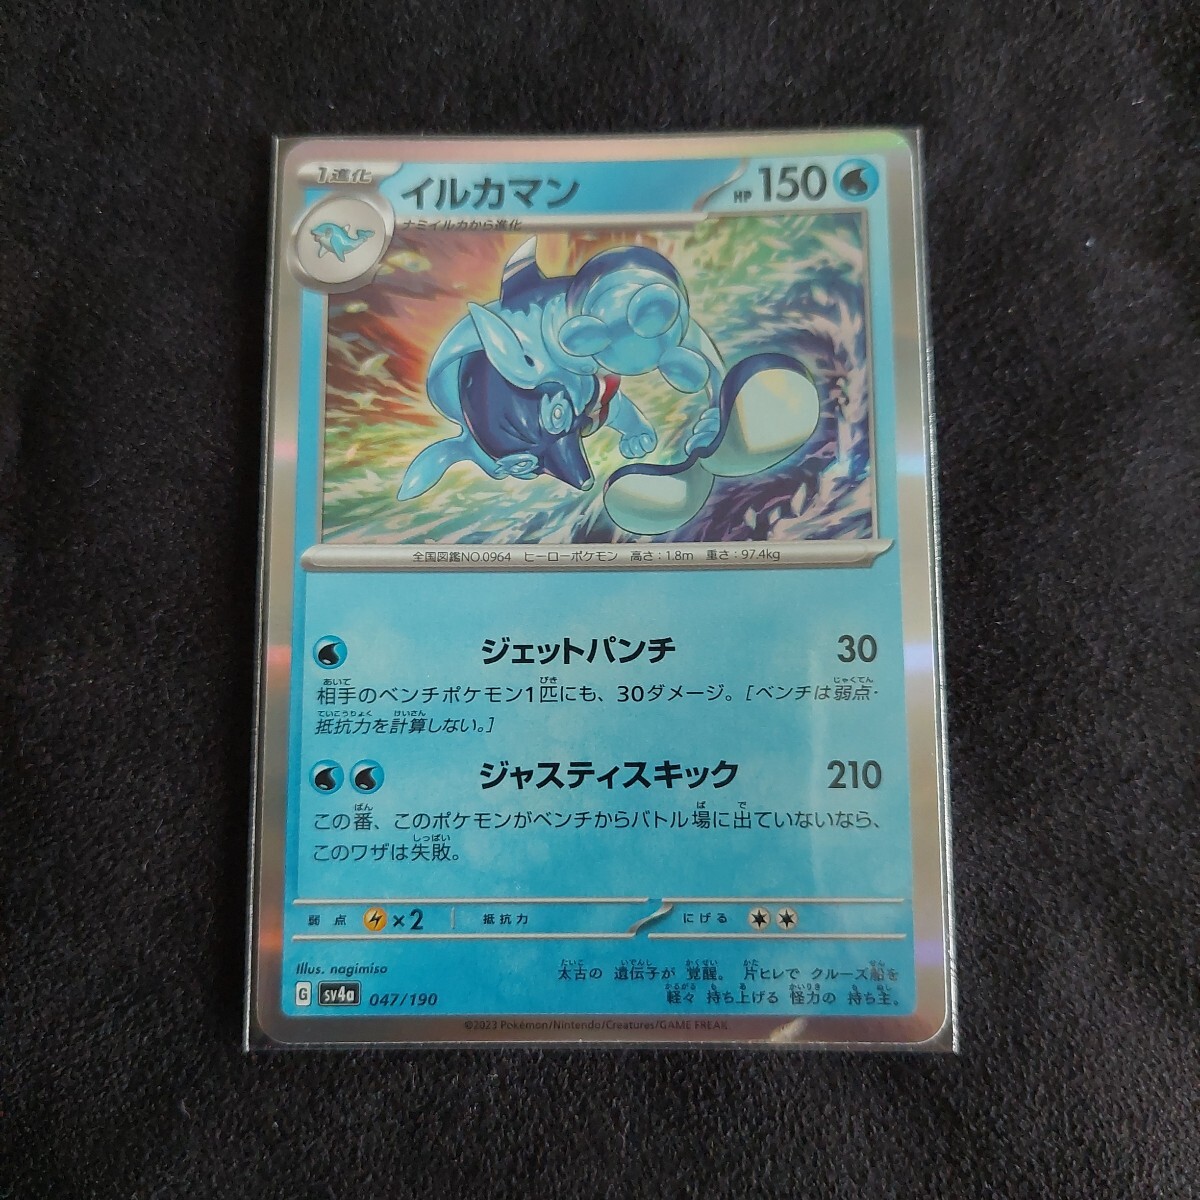 1進化
イルカマン
HP 150
ナミイルカから進化
全国図鑑NO.0964 ヒーローポケモン 高さ:1.8m 重さ:97.4kg
ジェットパンチ 30
相手のベンチポケモン1匹にも、30ダメージ。[ベンチは弱点・
抵抗力を計算しない。]
ジャスティスキック 210
この番、このポケモンがベンチからバトル場に出ていないなら、
このワザは失敗。
弱点 ×2 抵抗力 にげる
Illus. nagimiso
太古の 遺伝子が 覚醒。 片ヒレで クルーズ船を
軽々 持ち上げる 怪力の 持ち主。
G sv4a 047/190
©2023 Pokémon/Nintendo/Creatures/GAME FREAK